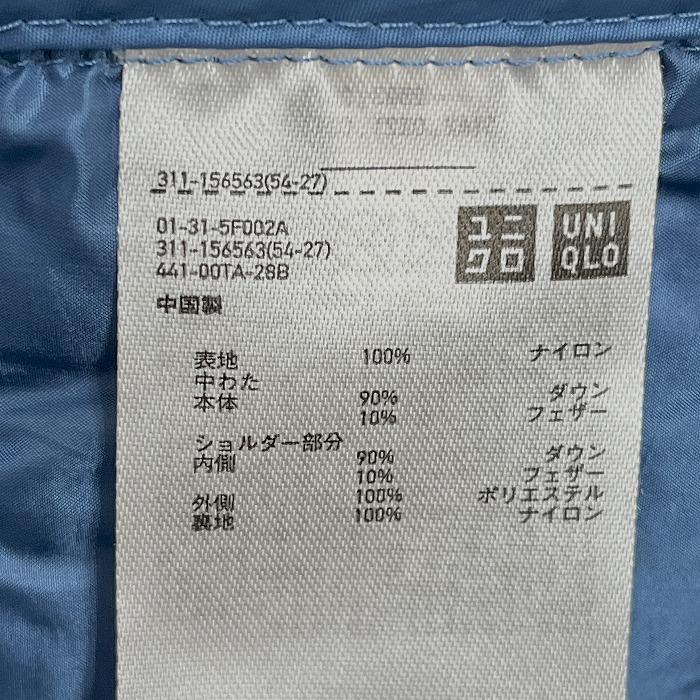 311-156563(54-27)
01-31-5F002A
311-156563(54-27)
441-00TA-28B
ユニクロ
UNIQLO
中国製
表地 100% ナイロン
中わた
本体 90% ダウン
10% フェザー
ショルダー部分
内側 90% ダウン
10% フェザー
外側 100% ポリエステル
裏地 100% ナイロン